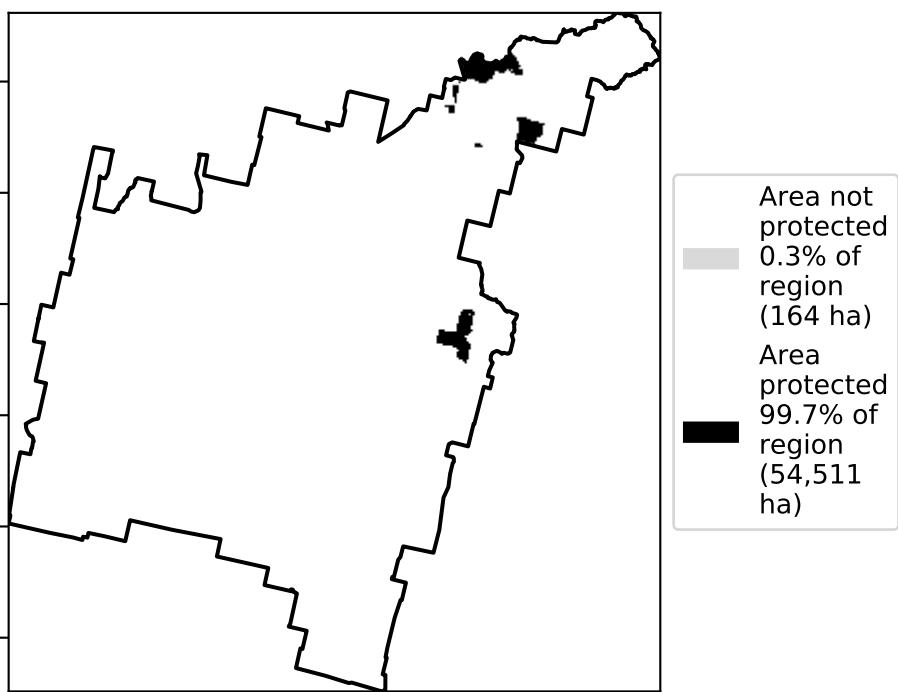 Area not
protected
0.3% of
region
(164 ha)
Area
protected
99.7% of
region
(54,511
ha)